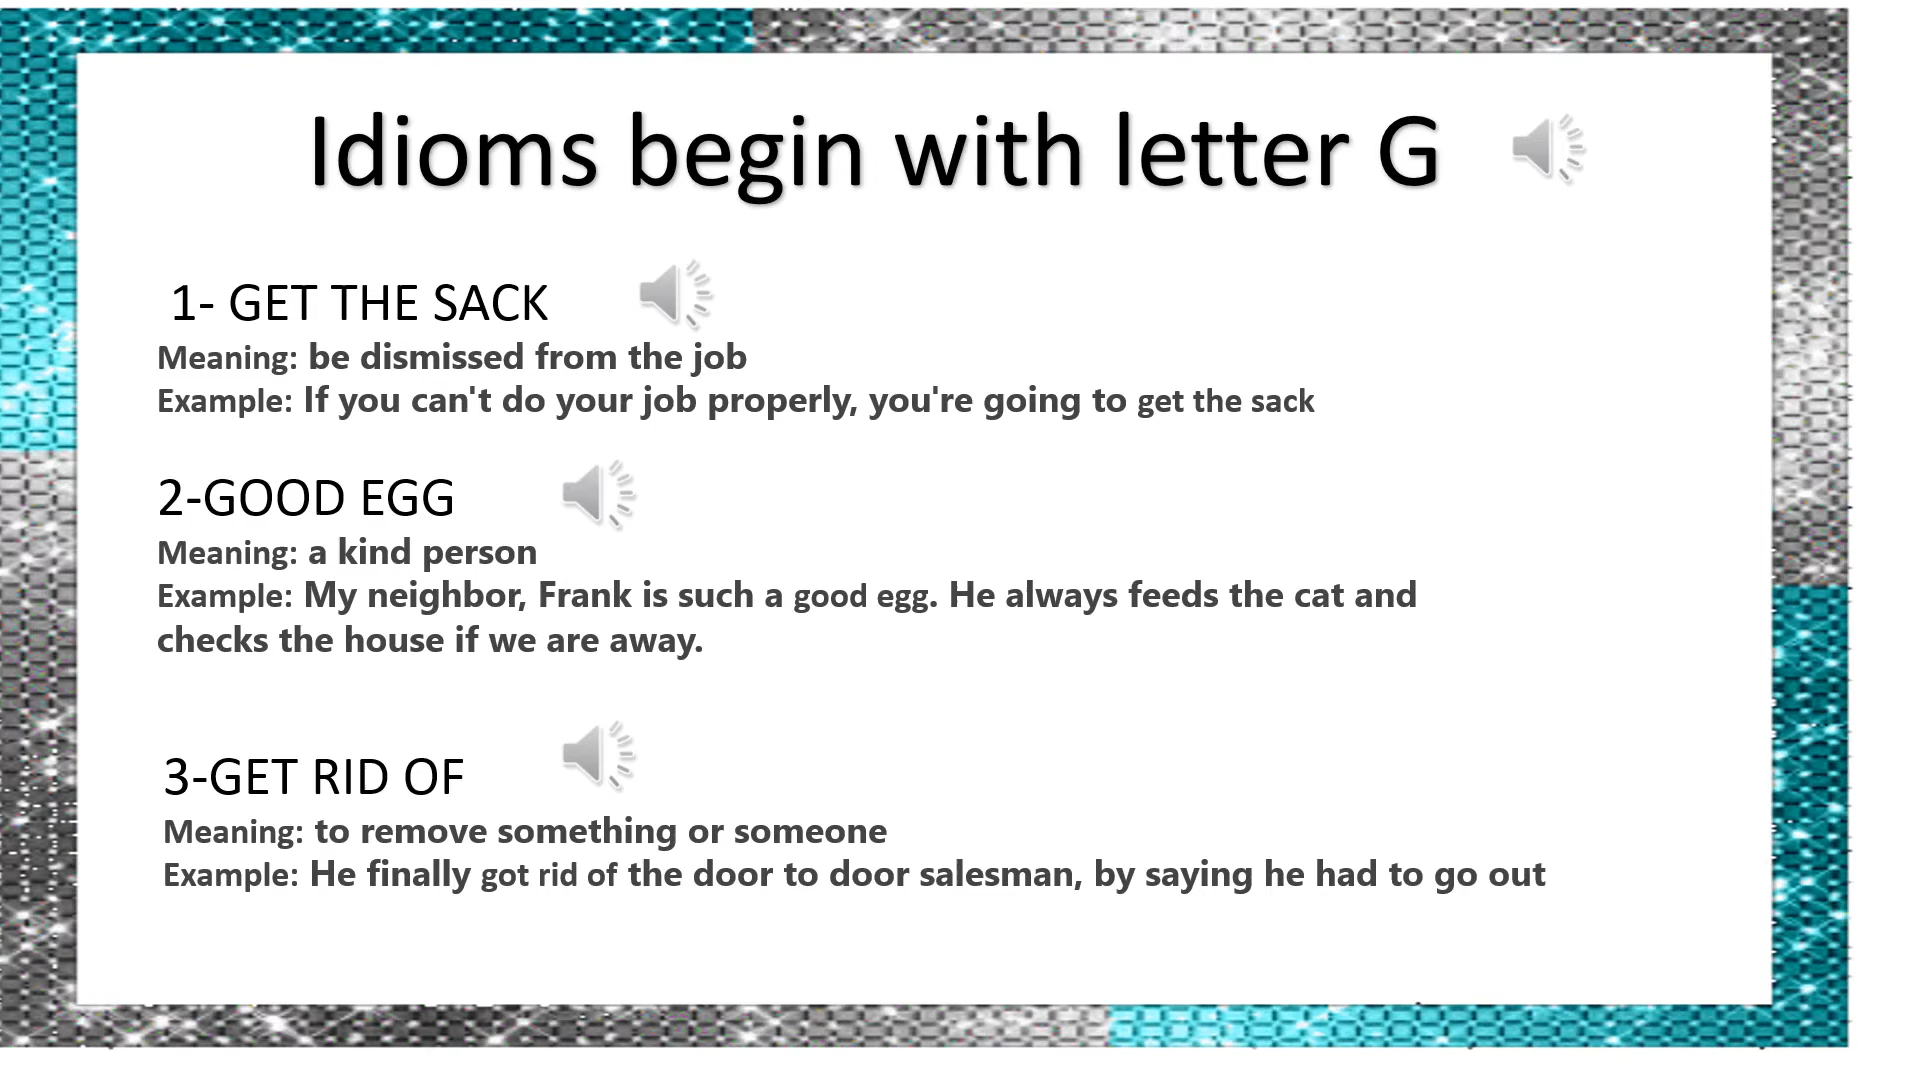 Idioms begin with letter G
1- GET THE SACK
Meaning: be dismissed from the job
Example: If you can't do your job properly, you're going to get the sack
2-GOOD EGG
Meaning: a kind person
Example: My neighbor, Frank is such a good egg. He always feeds the cat and
checks the house if we are away.
3-GET RID OF
Meaning: to remove something or someone
Example: He finally got rid of the door to door salesman, by saying he had to go out